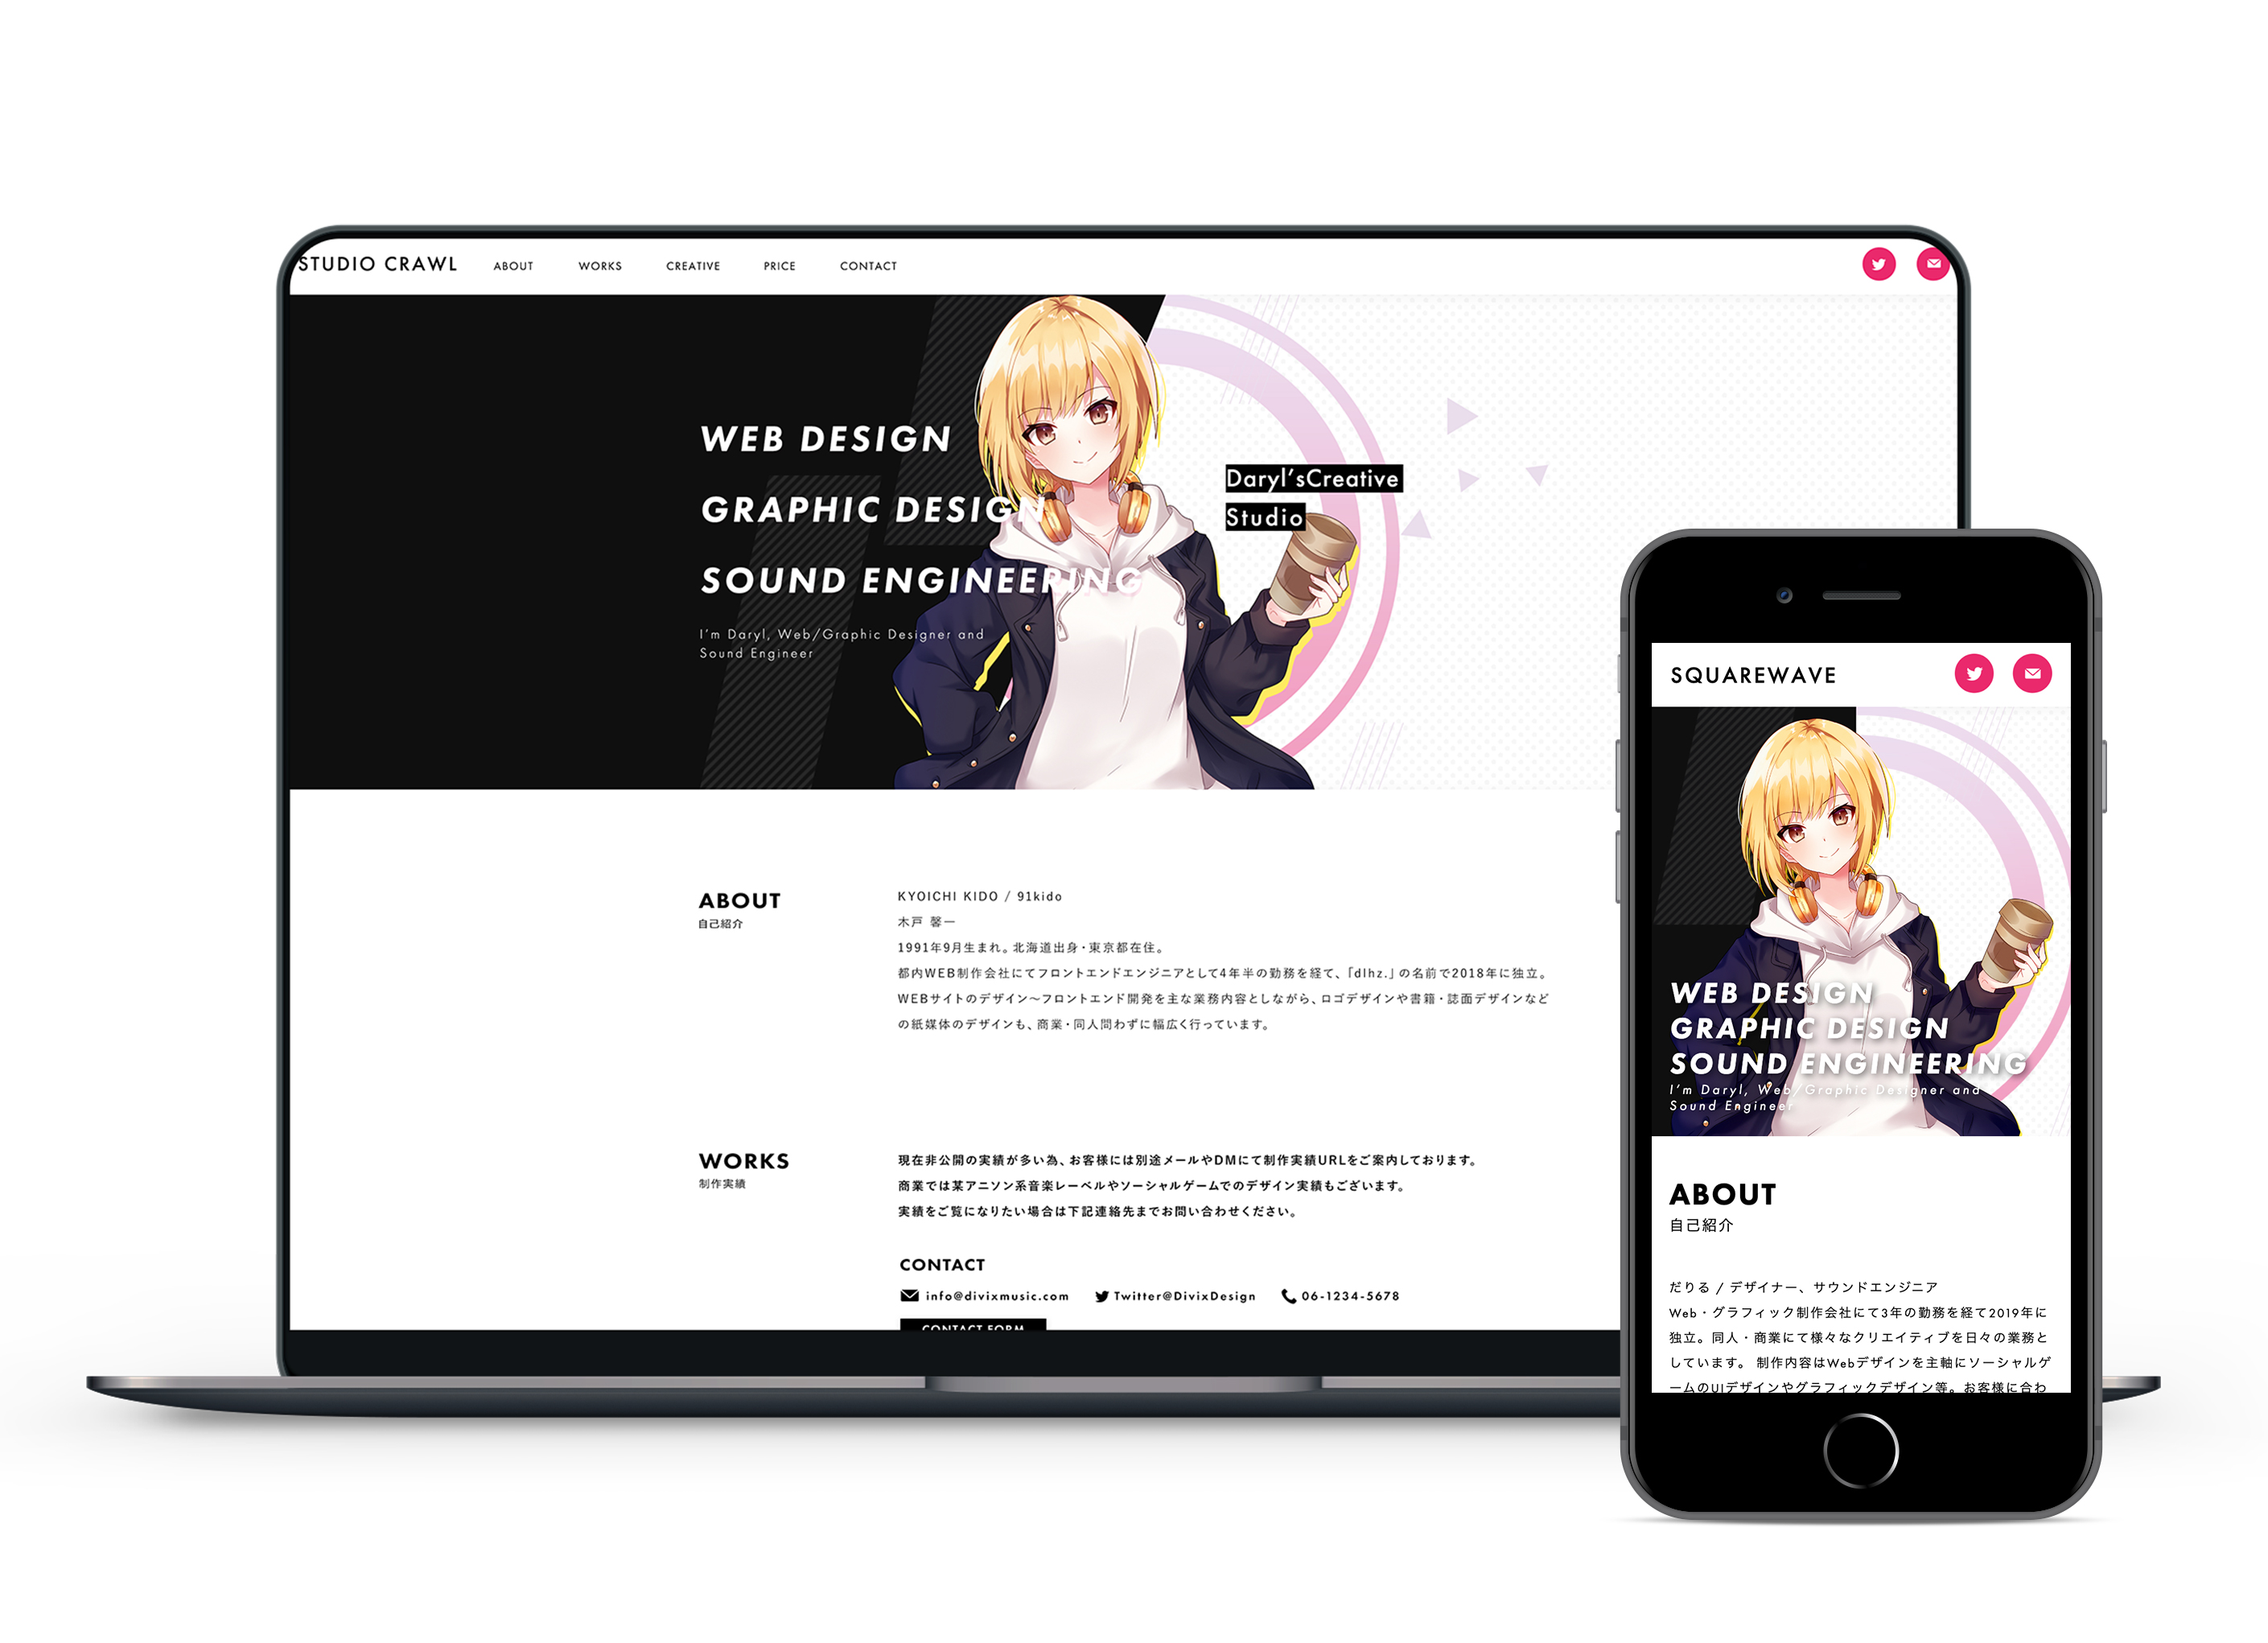 STUDIO CRAWL
ABOUT
WORKS
CREATIVE
PRICE
CONTACT
WEB DESIGN
GRAPHIC DESIGN
SOUND ENGINEERING
I'm Daryl, Web/Graphic Designer and
Sound Engineer
Daryl'sCreative
Studio
ABOUT
自己紹介
KYOICHI KIDO / 91kido
木戸 馨一
1991年9月生まれ。北海道出身・東京都在住。
都内WEB制作会社にてフロントエンドエンジニアとして4年半の勤務を経て、「dlhz.」の名前で2018年に独立。
WEBサイトのデザイン〜フロントエンド開発を主な業務内容としながら、ロゴデザインや書籍・誌面デザインなど
の紙媒体のデザインも、商業・同人問わずに幅広く行っています。
WORKS
制作実績
現在非公開の実績が多い為、お客様には別途メールやDMにて制作実績URLをご案内しております。
商業では某アニソン系音楽レーベルやソーシャルゲームでのデザイン実績もございます。
実績をご覧になりたい場合は下記連絡先までお問い合わせください。
CONTACT
info@divixmusic.com
Twitter@DivixDesign
06-1234-5678
CONTACT FORM
SQUAREWAVE
WEB DESIGN
GRAPHIC DESIGN
SOUND ENGINEERING
I'm Daryl, Web/Graphic Designer and
Sound Engineer
ABOUT
自己紹介
だりる / デザイナー、サウンドエンジニア
Web・グラフィック制作会社にて3年の勤務を経て2019年に
独立。同人・商業にて様々なクリエイティブを日々の業務と
しています。 制作内容はWebデザインを主軸にソーシャルゲ
ームのUIデザインやグラフィックデザイン等。お客様に合わ